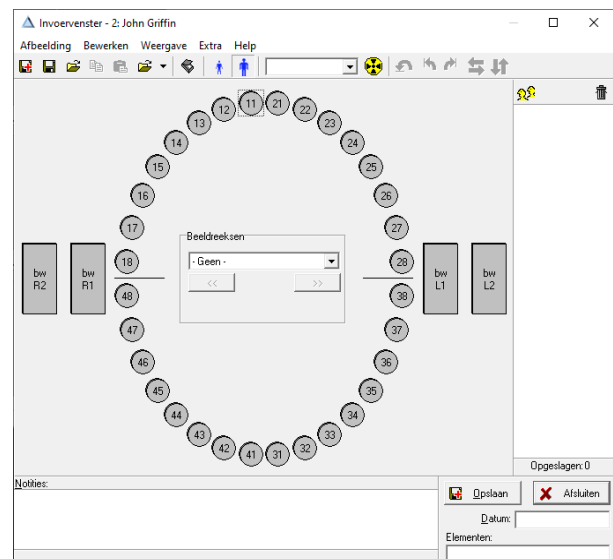 Invoervenster - 2: John Griffin
Afbeelding Bewerken Weergave Extra Help
11 21
12 22
13 23
14 24
15 25
16 26
17 27
Beeldreeksen
- Geen -
18 28
<< >>
bw R2
bw R1
bw L1
bw L2
48 38
47 37
46 36
45 35
44 34
43 33
42 32
41 31
Opgeslagen: 0
Notities:
Opslaan Afsluiten
Datum:
Elementen: